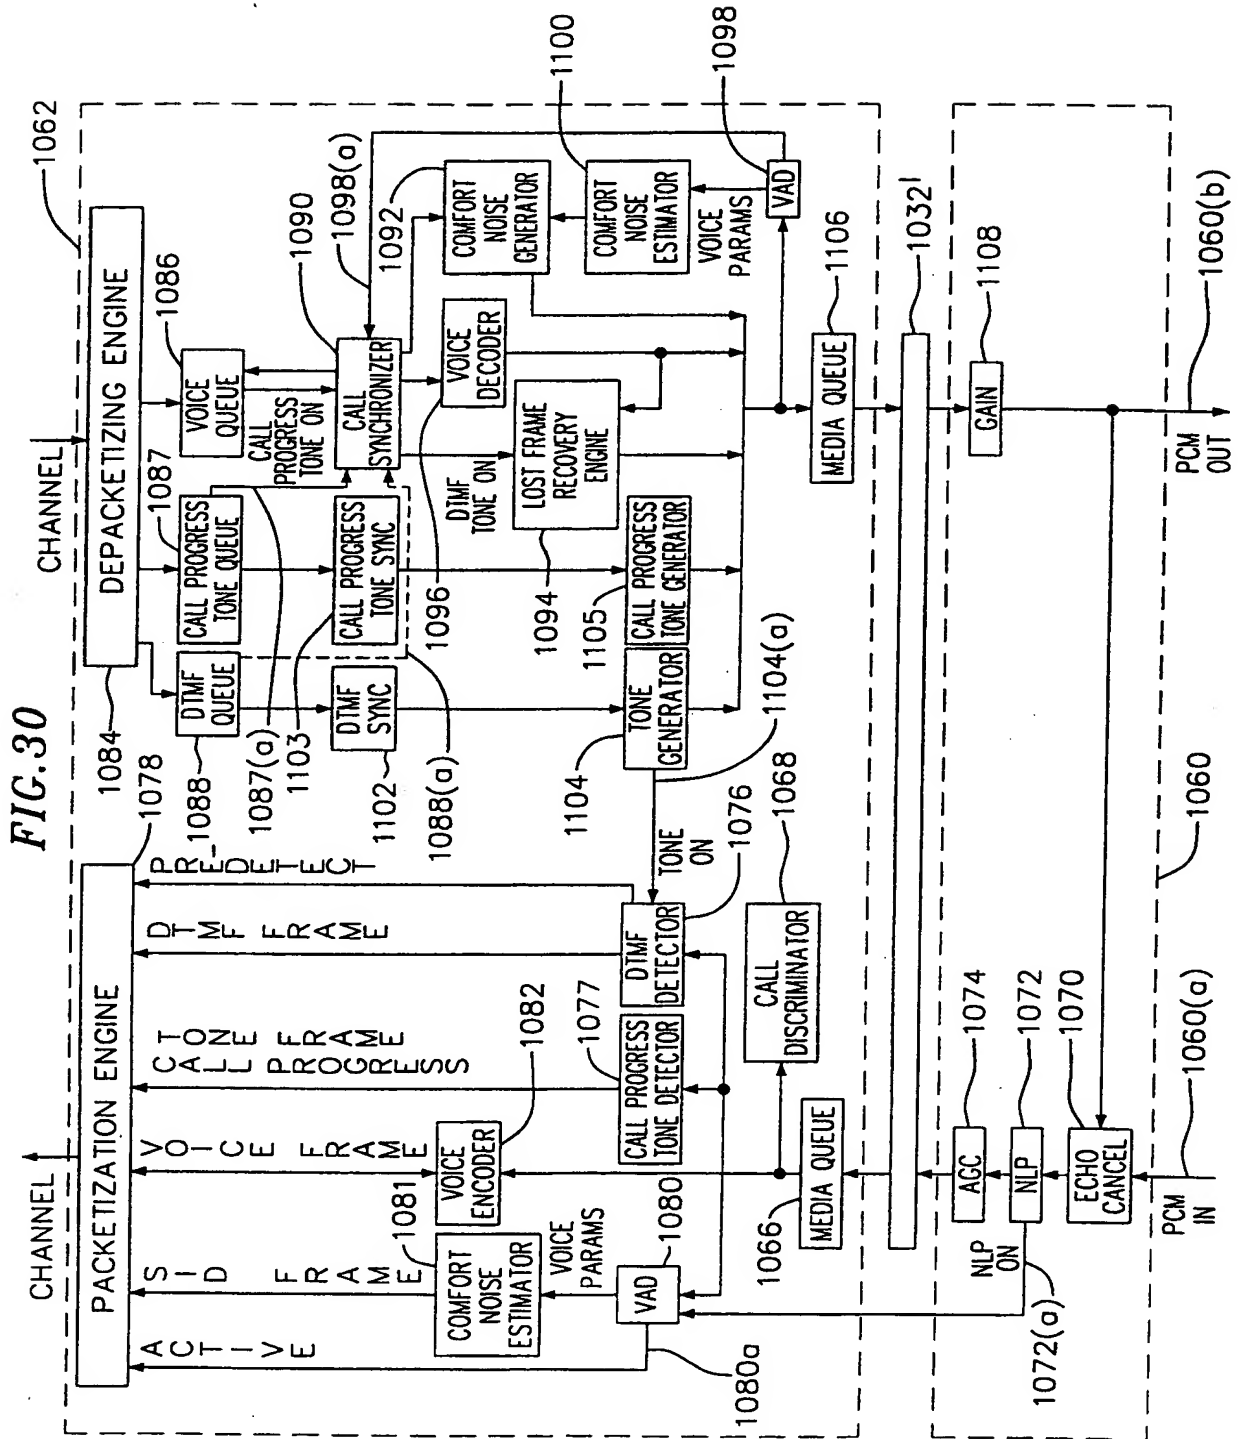 FIG.30
CHANNEL
CHANNEL
1062
1078
1084
PACKETIZATION ENGINE
DEPACKETIZING ENGINE
ACTIVE
SID FRAME
VOICE FRAME
CALL PROGRESS
TONE FRAME
DTMF FRAME
PRE-DETECT
1088
DTMF
QUEUE
1087
CALL PROGRESS
TONE QUEUE
1086
VOICE
QUEUE
1087(a)
CALL
PROGRESS
TONE ON
1090
1098(a)
1103
1102
DTMF
SYNC
CALL PROGRESS
TONE SYNC
CALL
SYNCHRONIZER
1088(a)
1092
1100
1098
1096
VOICE
DECODER
COMFORT
NOISE
GENERATOR
COMFORT
NOISE
ESTIMATOR
VOICE
PARAMS
VAD
DTMF
TONE ON
1094
LOST FRAME
RECOVERY
ENGINE
1081
COMFORT
NOISE
ESTIMATOR
1082
VOICE
ENCODER
1077
CALL PROGRESS
TONE DETECTOR
DTMF
DETECTOR
1076
TONE
ON
1104
TONE
GENERATOR
1104(a)
1105
CALL PROGRESS
TONE GENERATOR
VOICE
PARAMS
VAD
1080
1080a
CALL
DISCRIMINATOR
1068
1066
MEDIA QUEUE
MEDIA QUEUE
1106
1032'
AGC
1074
NLP
1072
NLP
ON
1072(a)
ECHO
CANCEL
1070
GAIN
1108
PCM
IN
1060(a)
1060
PCM
OUT
1060(b)